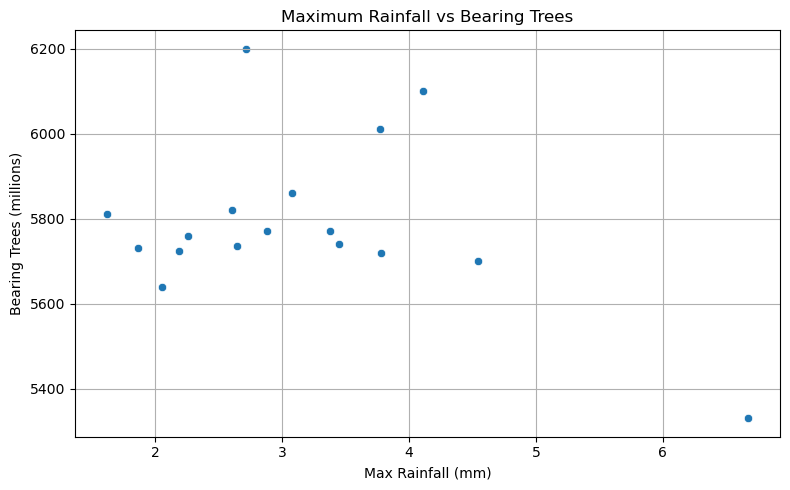 Maximum Rainfall vs Bearing Trees
6200
6000
5800
5600
5400
Bearing Trees (millions)
2 3 4 5 6
Max Rainfall (mm)